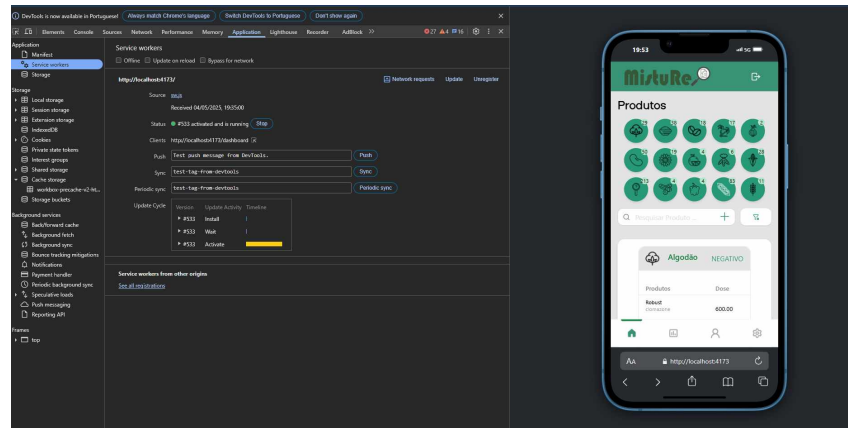 DevTools is now available in Portuguese!
Always match Chrome's language
Switch DevTools to Portuguese
Don't show again
Elements Console Sources Network Performance Memory Application Lighthouse Recorder AdBlock
27 4 16
Application
Manifest
Service workers
Storage
Storage
Local storage
Session storage
Extension storage
IndexedDB
Cookies
Private state tokens
Interest groups
Shared storage
Cache storage
workbox-precache-v2-ht...
Storage buckets
Background services
Back/forward cache
Background fetch
Background sync
Bounce tracking mitigations
Notifications
Payment handler
Periodic background sync
Speculative loads
Push messaging
Reporting API
Frames
top
Service workers
Offline Update on reload Bypass for network
http://localhost:4173/
Network requests Update Unregister
Source sw.js
Received 04/05/2025, 19:35:00
Status #533 activated and is running Stop
Clients http://localhost:4173/dashboard
Push Test push message from DevTools. Push
Sync test-tag-from-devtools Sync
Periodic sync test-tag-from-devtools Periodic sync
Update Cycle Version Update Activity Timeline
#533 Install
#533 Wait
#533 Activate
Service workers from other origins
See all registrations
19:53
5G
MistuRe
Produtos
Pesquisar Produto ...
Algodão NEGATIVO
Produtos Dose
Robust
600.00
AA http://localhost:4173